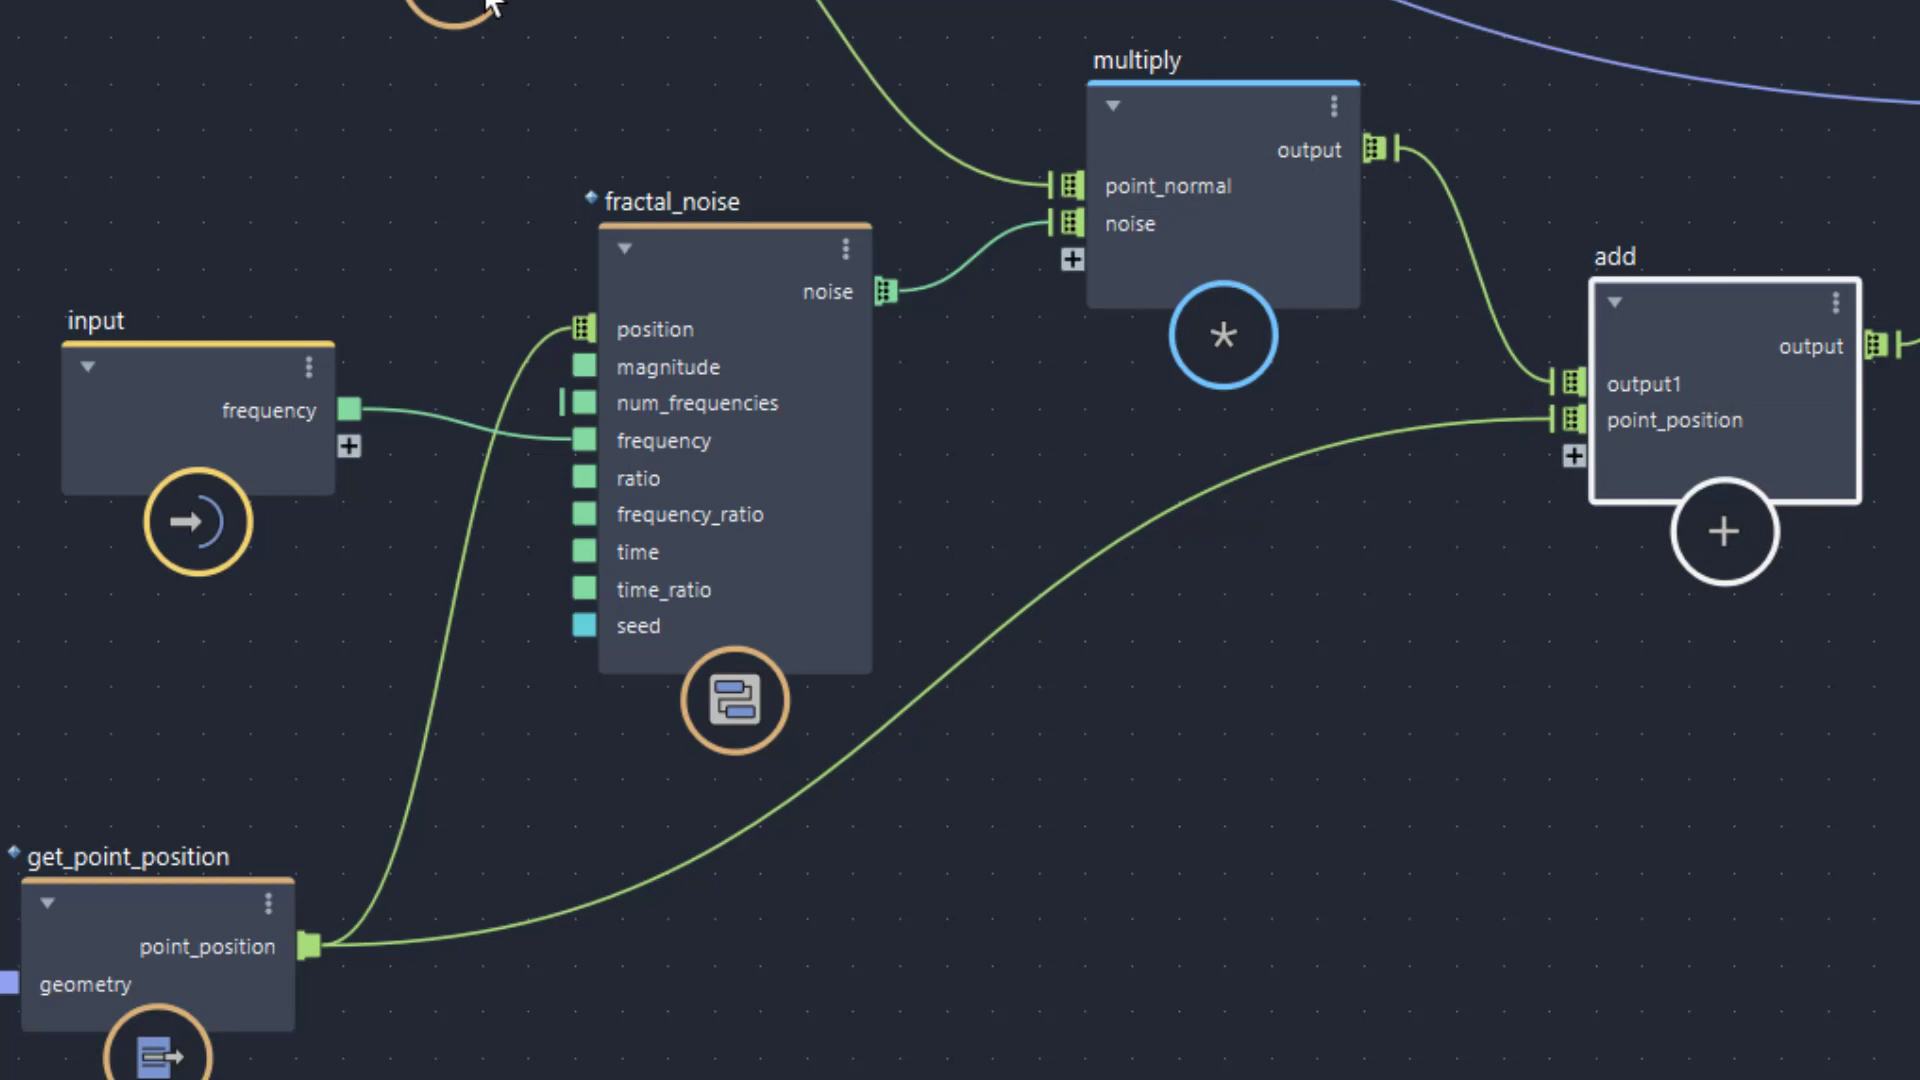 multiply
output
point_normal
noise
fractal_noise
noise
position
magnitude
num_frequencies
frequency
ratio
frequency_ratio
time
time_ratio
seed
input
frequency
add
output
output1
point_position
get_point_position
point_position
geometry